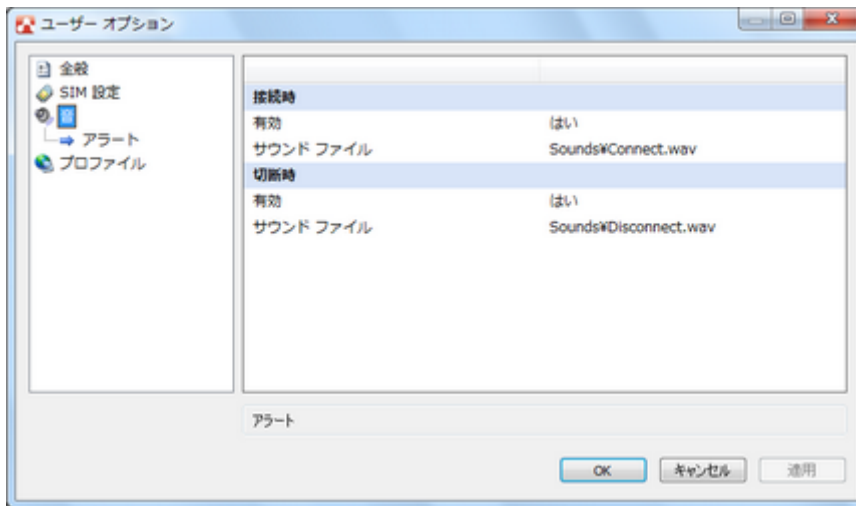 ユーザー オプション
全般
SIM 設定
音
アラート
プロファイル
接続時
有効 はい
サウンド ファイル Sounds¥Connect.wav
切断時
有効 はい
サウンド ファイル Sounds¥Disconnect.wav
アラート
OK キャンセル 適用